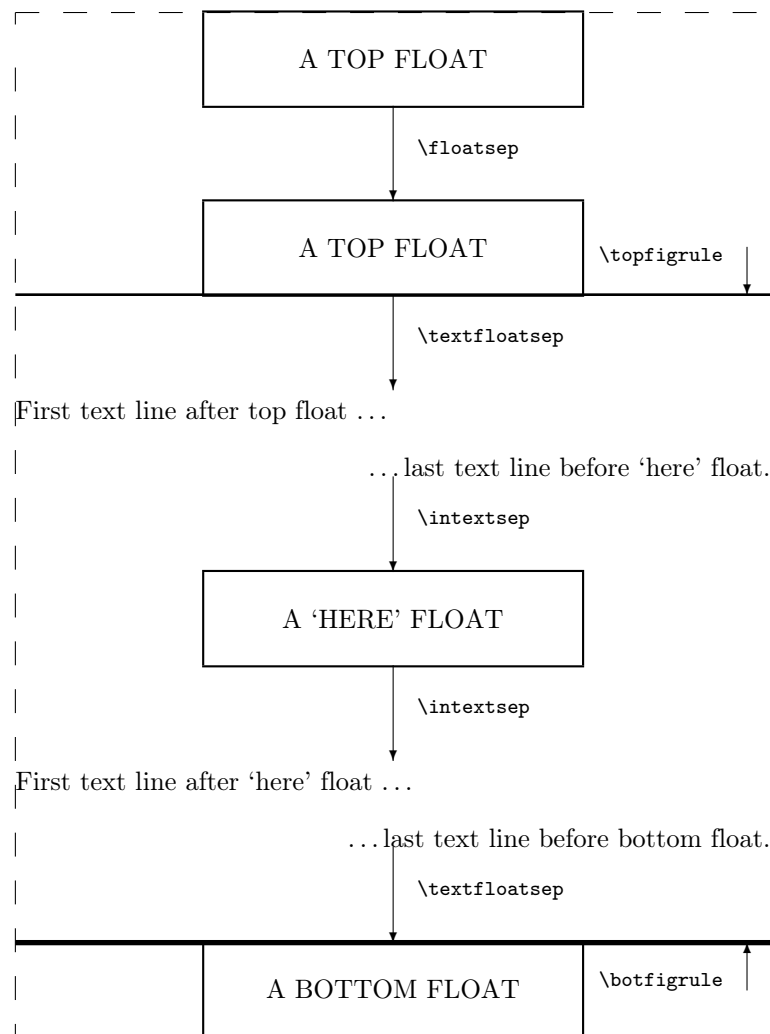 A TOP FLOAT
\floatsep
A TOP FLOAT
\topfigrule
\textfloatsep
First text line after top float ...
...last text line before ‘here’ float.
\intextsep
A ‘HERE’ FLOAT
\intextsep
First text line after ‘here’ float ...
...last text line before bottom float.
\textfloatsep
\botfigrule
A BOTTOM FLOAT